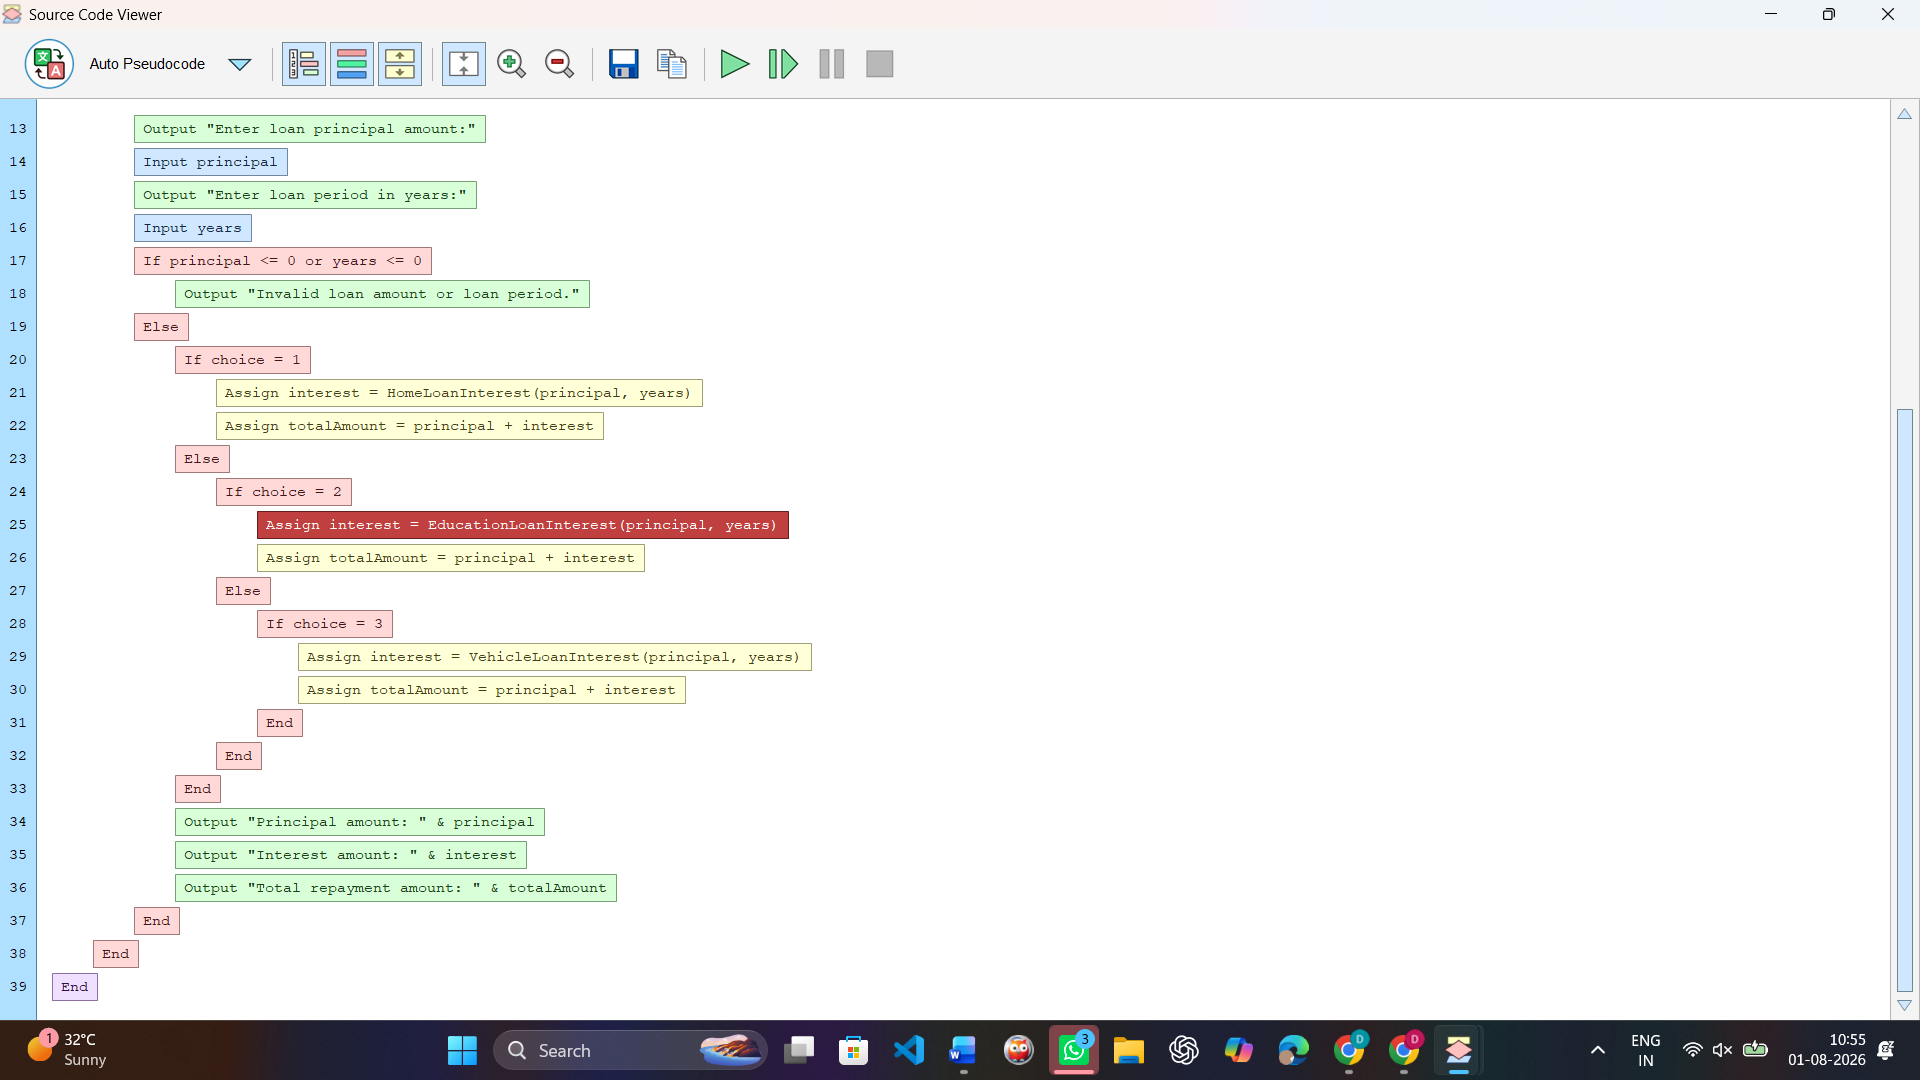 Source Code Viewer
Auto Pseudocode
13 Output "Enter loan principal amount:"
14 Input principal
15 Output "Enter loan period in years:"
16 Input years
17 If principal <= 0 or years <= 0
18 Output "Invalid loan amount or loan period."
19 Else
20 If choice = 1
21 Assign interest = HomeLoanInterest(principal, years)
22 Assign totalAmount = principal + interest
23 Else
24 If choice = 2
25 Assign interest = EducationLoanInterest(principal, years)
26 Assign totalAmount = principal + interest
27 Else
28 If choice = 3
29 Assign interest = VehicleLoanInterest(principal, years)
30 Assign totalAmount = principal + interest
31 End
32 End
33 End
34 Output "Principal amount: " & principal
35 Output "Interest amount: " & interest
36 Output "Total repayment amount: " & totalAmount
37 End
38 End
39 End
1 32°C
Sunny
Search
3
D
D
ENG
IN
10:55
01-08-2026